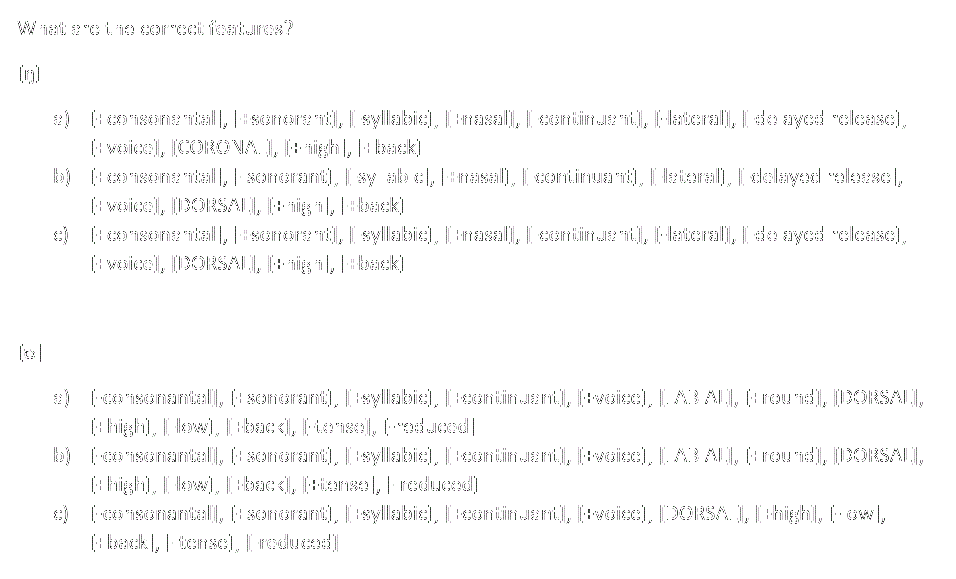 What are the correct features?
[ŋ]
a) [+consonantal], [+sonorant], [-syllabic], [+nasal], [-continuant], [-lateral], [-delayed release],
[+voice], [CORONAL], [+high], [+back]
b) [+consonantal], [+sonorant], [-syllabic], [+nasal], [-continuant], [-lateral], [-delayed release],
[+voice], [DORSAL], [+high], [+back]
c) [+consonantal], [+sonorant], [-syllabic], [+nasal], [-continuant], [-lateral], [-delayed release],
[+voice], [DORSAL], [+high], [+back]
a) [-consonantal], [+sonorant], [+syllabic], [+continuant], [+voice], [LABIAL], [+round], [DORSAL],
high], [-low], [+back], tense], [-reduced]
b) [-consonantal], [+sonorant], [+syllabic], [+continuant], [+voice], [LABIAL], [+round], [DORSAL],
high], [-low], [+back], [+tense], [-reduced]
c) [-consonantal], [+sonorant], [+syllabic], [+continuant], [+voice], [DORSAL], high], [-low],
[+back], tense], [-reduced]